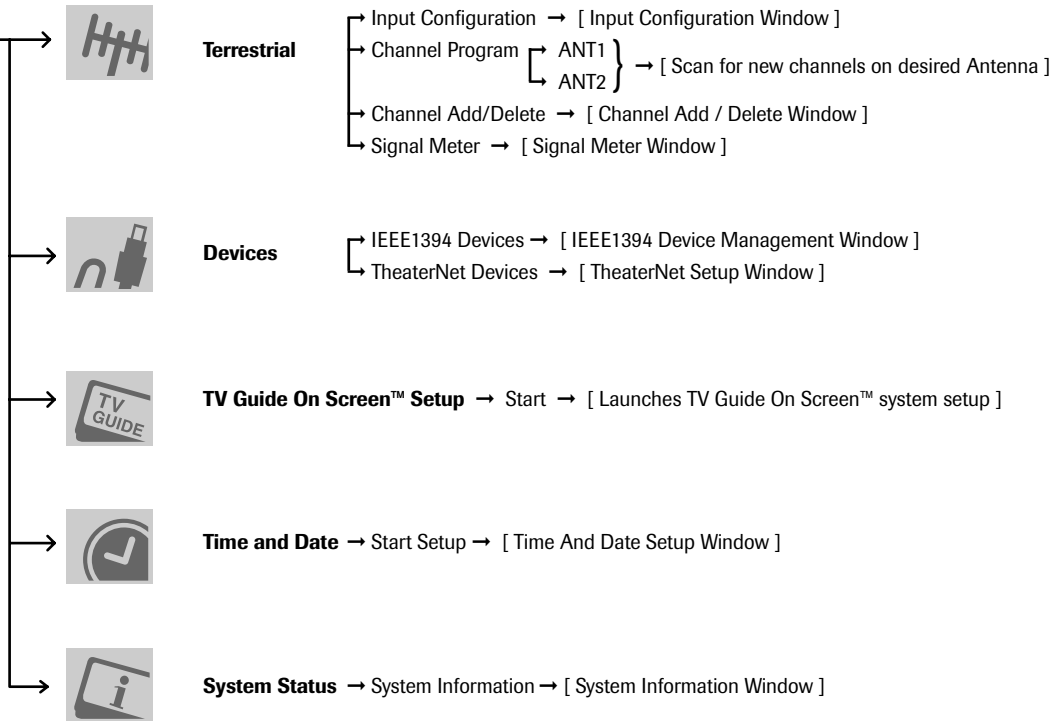 Terrestrial
Input Configuration → [ Input Configuration Window ]
Channel Program → ANT1
→ ANT2 } → [ Scan for new channels on desired Antenna ]
Channel Add/Delete → [ Channel Add / Delete Window ]
Signal Meter → [ Signal Meter Window ]
Devices
IEEE1394 Devices → [ IEEE1394 Device Management Window ]
TheaterNet Devices → [ TheaterNet Setup Window ]
TV GUIDE
TV Guide On Screen™ Setup → Start → [ Launches TV Guide On Screen™ system setup ]
Time and Date → Start Setup → [ Time And Date Setup Window ]
i
System Status → System Information → [ System Information Window ]